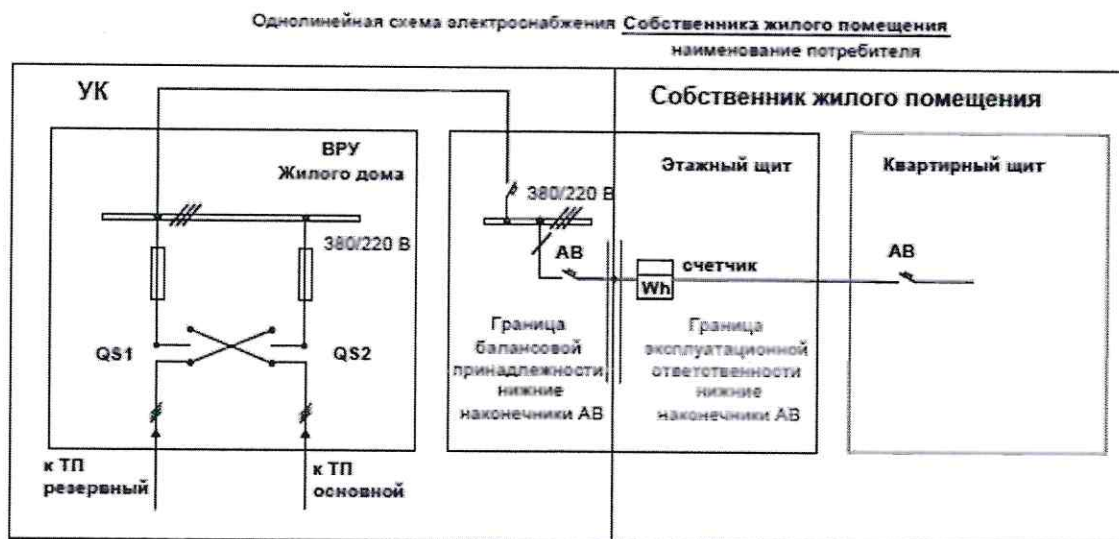 Однолинейная схема электроснабжения Собственника жилого помещения
наименование потребителя
УК
Собственник жилого помещения
ВРУ
Жилого дома
380/220 В
QS1
QS2
к ТП
резервный
к ТП
основной
Этажный щит
380/220 В
АВ
счетчик
Wh
Граница
балансовой
принадлежности,
нижние
наконечники АВ
Граница
эксплуатационной
ответственности
нижние
наконечники АВ
Квартирный щит
АВ